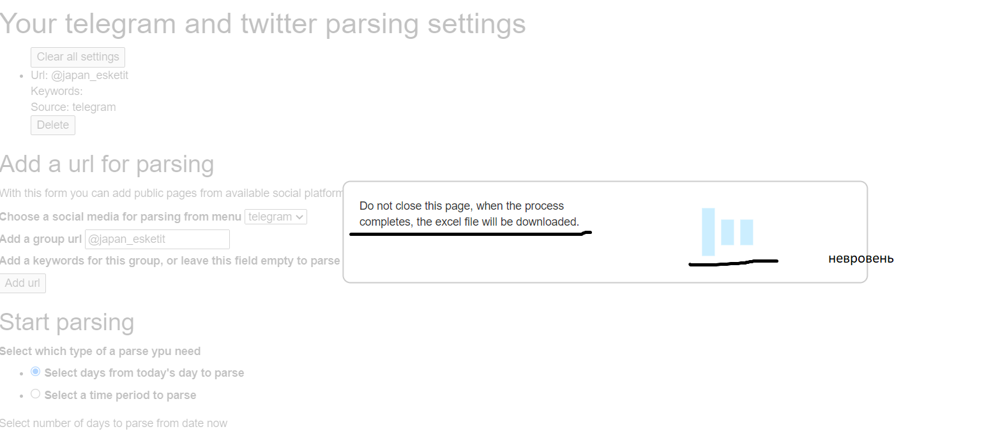 Your telegram and twitter parsing settings
Clear all settings
Url: @japan_esketit
Keywords:
Source: telegram
Delete
Add a url for parsing
With this form you can add public pages from available social platform
Choose a social media for parsing from menu telegram
Add a group url @japan_esketit
Add a keywords for this group, or leave this field empty to parse
Add url
Do not close this page, when the process
completes, the excel file will be downloaded.
невровень
Start parsing
Select which type of a parse ypu need
Select days from today's day to parse
Select a time period to parse
Select number of days to parse from date now